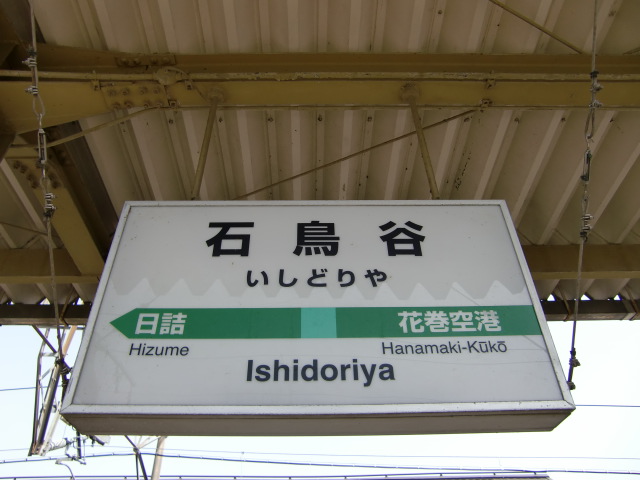 石鳥谷
いしどりや
日詰 花巻空港
Hizume Hanamaki-Kūkō
Ishidoriya